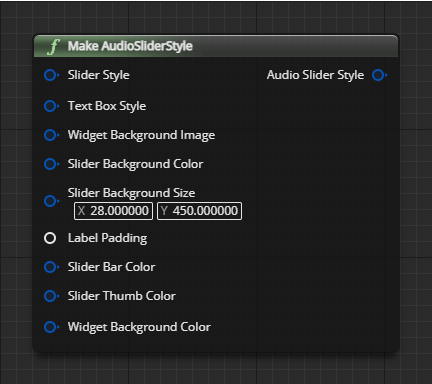 f Make AudioSliderStyle
Slider Style Audio Slider Style
Text Box Style
Widget Background Image
Slider Background Color
Slider Background Size
X 28.000000 Y 450.000000
Label Padding
Slider Bar Color
Slider Thumb Color
Widget Background Color